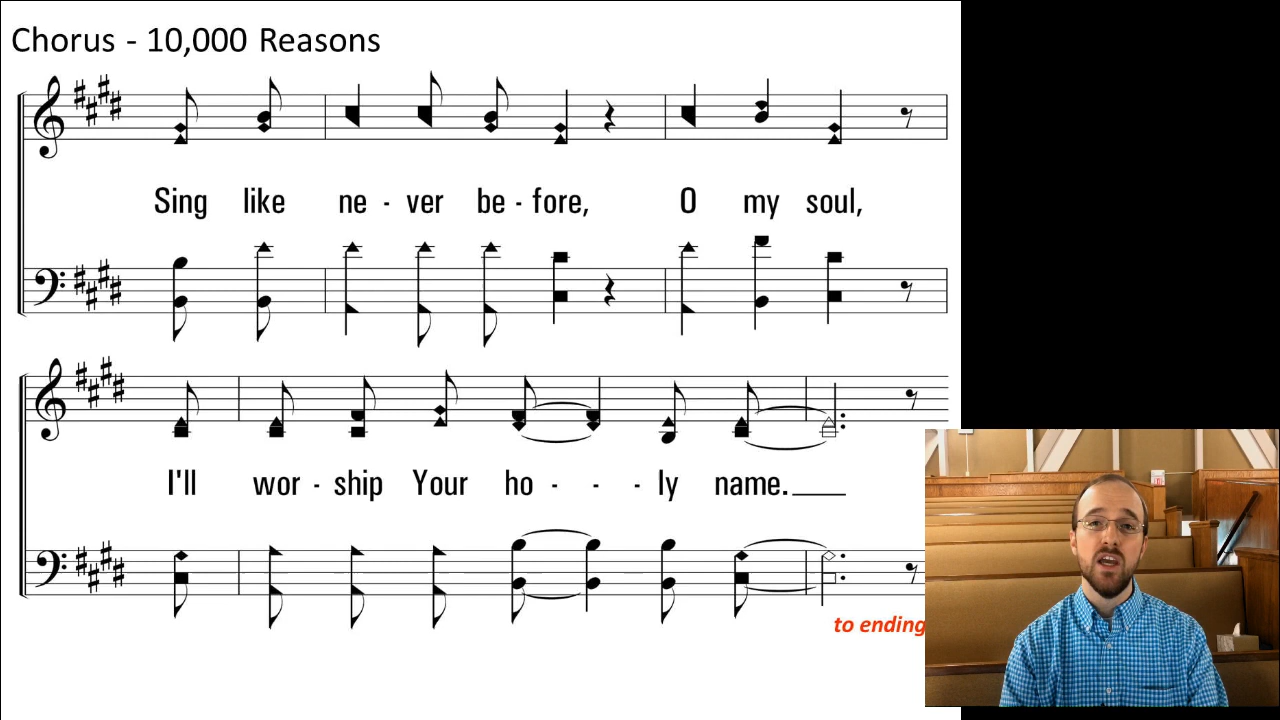 Chorus - 10,000 Reasons
Sing like ne - ver be - fore, O my soul,
I'll wor - ship Your ho - - - ly name.
to ending